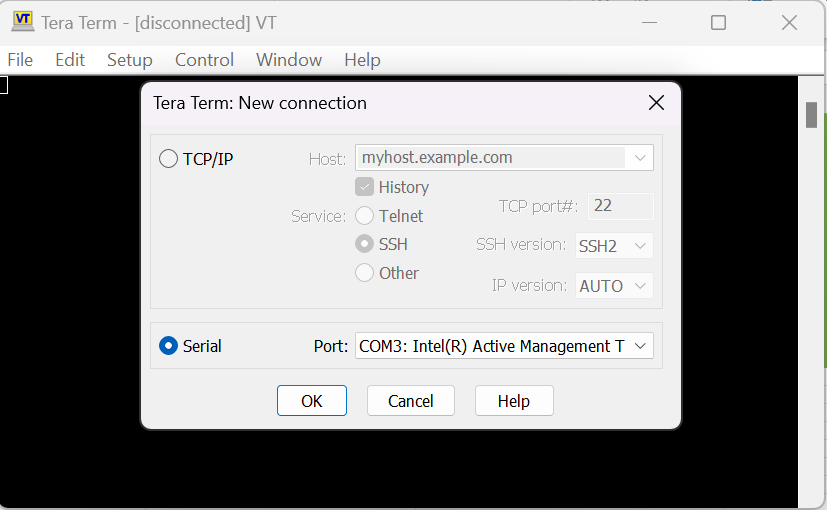 VT Tera Term - [disconnected] VT
File Edit Setup Control Window Help
Tera Term: New connection
TCP/IP Host: myhost.example.com
History
Service: Telnet TCP port#: 22
SSH SSH version: SSH2
Other IP version: AUTO
Serial Port: COM3: Intel(R) Active Management T
OK Cancel Help